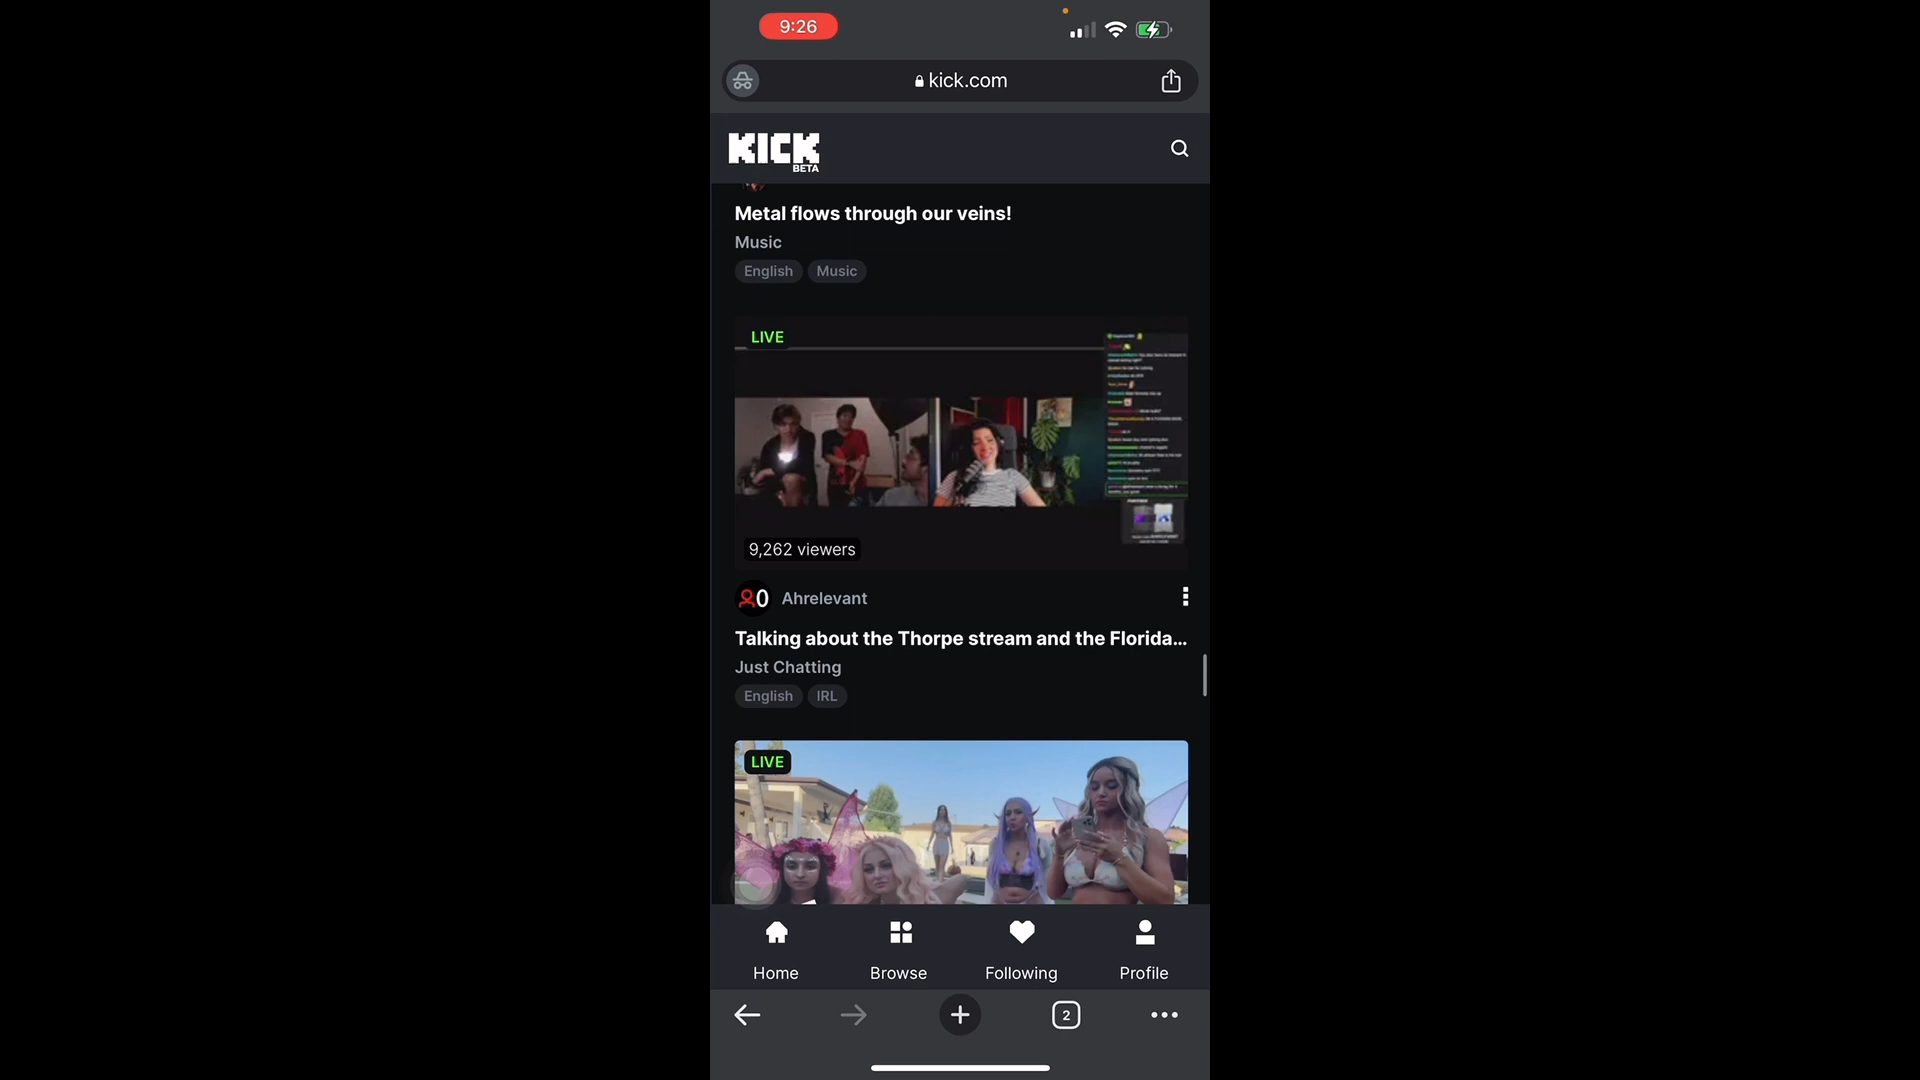 9:26
kick.com
KICK
BETA
Metal flows through our veins!
Music
English Music
LIVE
9,262 viewers
Ahrelevant
Talking about the Thorpe stream and the Florida...
Just Chatting
English IRL
LIVE
Home Browse Following Profile
2